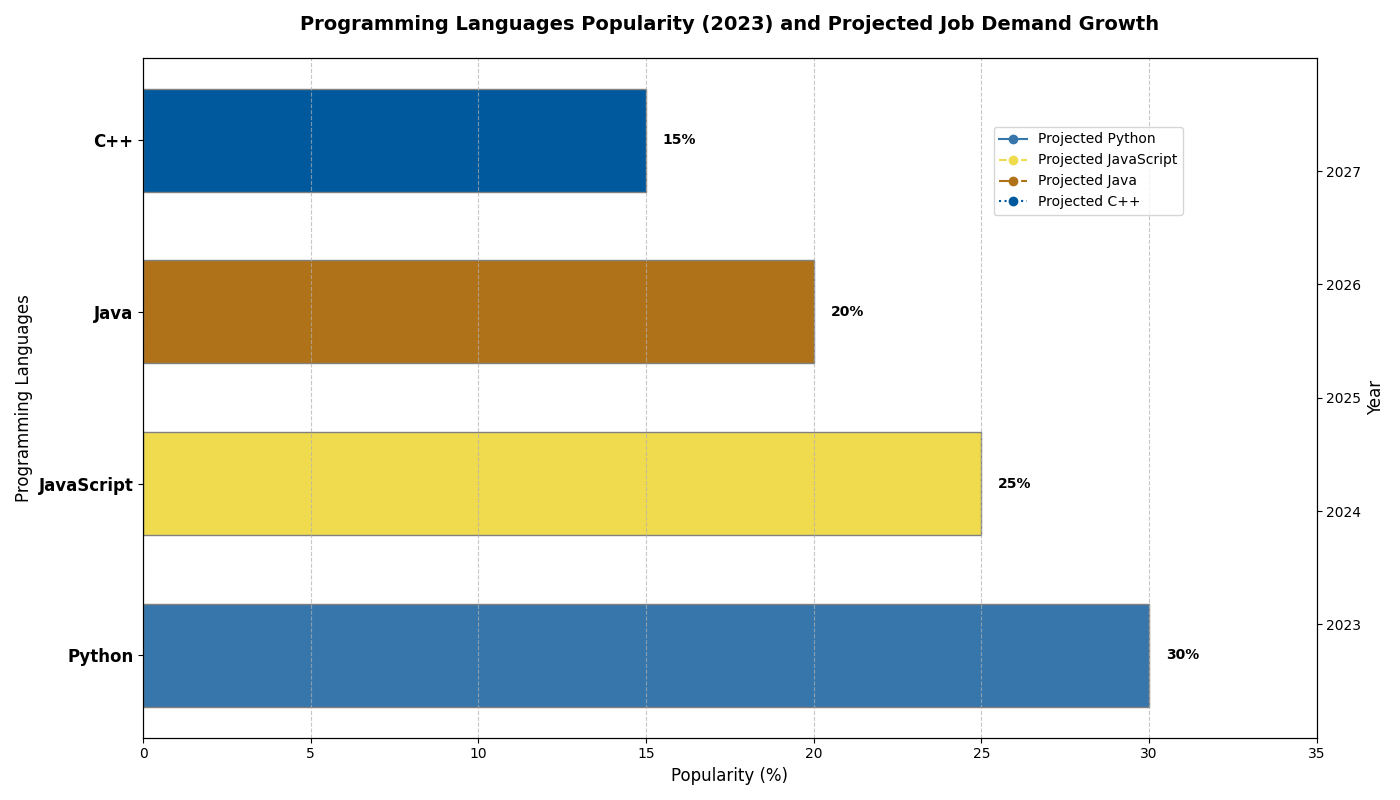 Programming Languages Popularity (2023) and Projected Job Demand Growth
Programming Languages
C++
Java
JavaScript
Python
15%
20%
25%
30%
Projected Python
Projected JavaScript
Projected Java
Projected C++
2027
2026
2025
2024
2023
Year
0 5 10 15 20 25 30 35
Popularity (%)